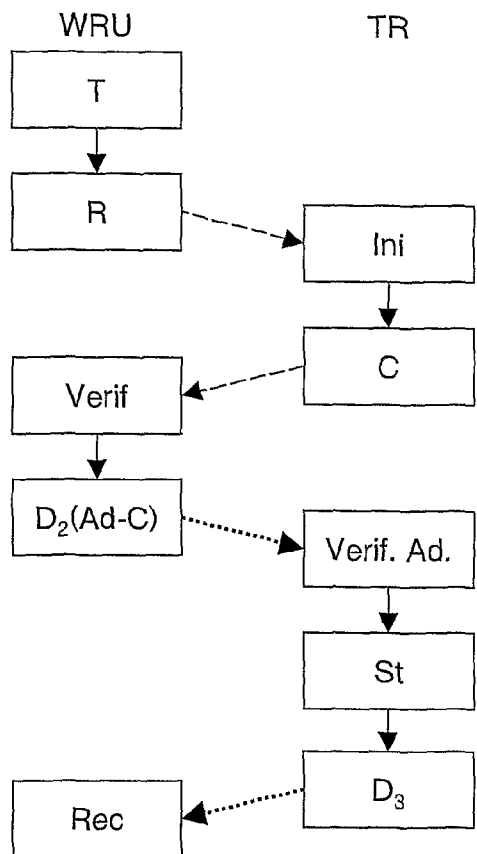 WRU TR
T
R
Ini
C
Verif
D₂(Ad-C)
Verif. Ad.
St
D₃
Rec